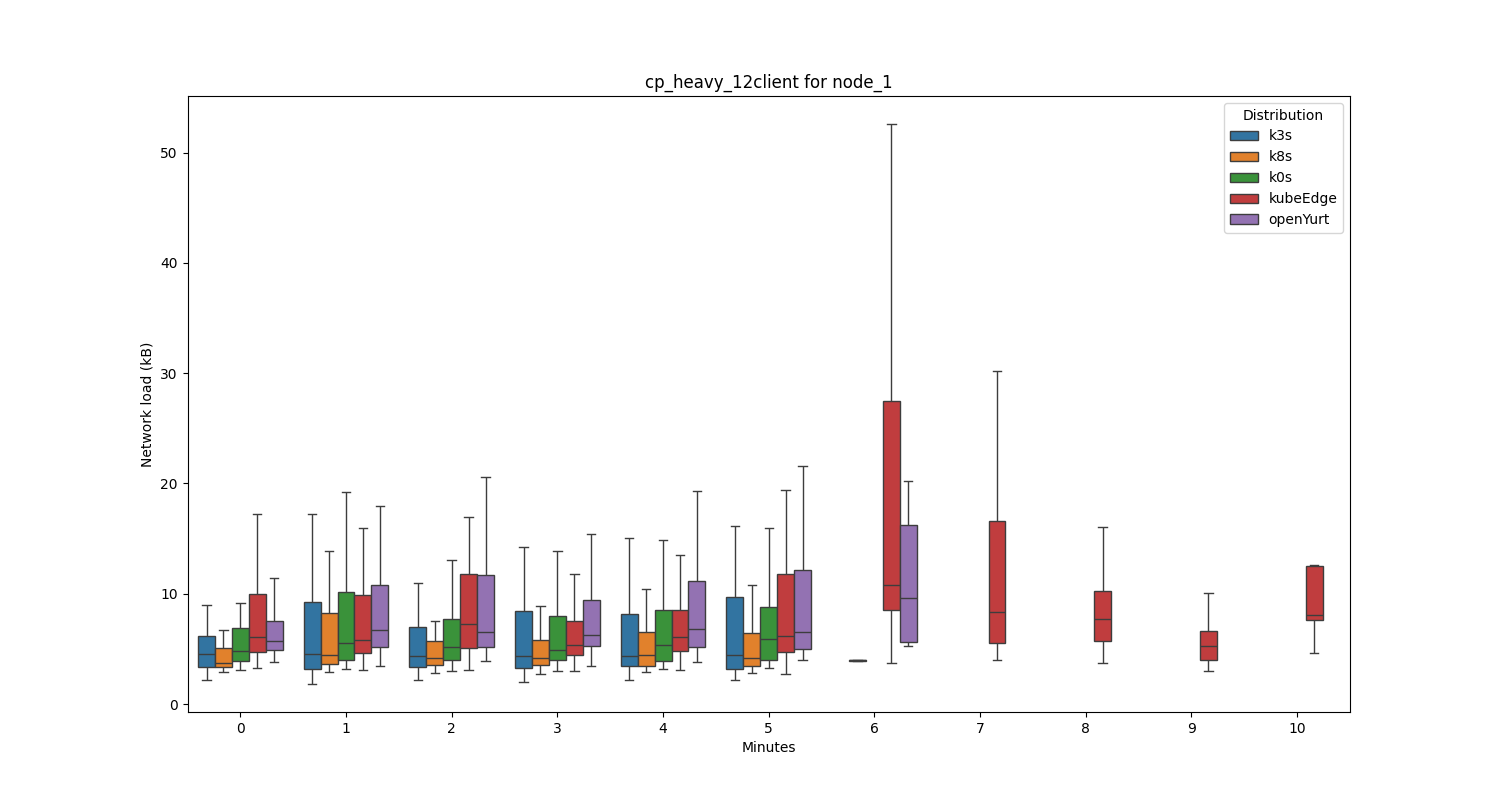 cp_heavy_12client for node_1
Distribution
k3s
k8s
k0s
kubeEdge
openYurt
Network load (kB)
50
40
30
20
10
0
0 1 2 3 4 5 6 7 8 9 10
Minutes